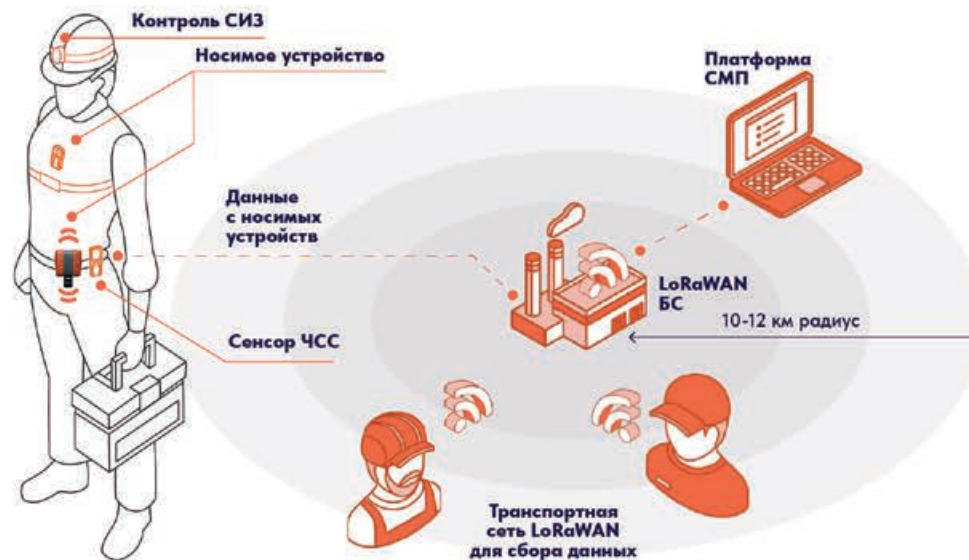 Контроль СИЗ
Носимое устройство
Платформа
СМП
Данные
с носимых
устройств
LoRaWAN
БС
10-12 км радиус
Сенсор ЧСС
Транспортная
сеть LoRaWAN
для сбора данных